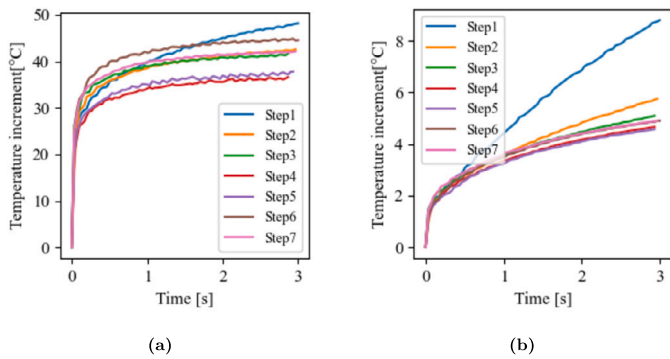 50
40
30
20
10
0
Temperature increment[°C]
Step1
Step2
Step3
Step4
Step5
Step6
Step7
0
1
2
3
Time [s]
(a)
8
6
4
2
0
Temperature increment[°C]
Step1
Step2
Step3
Step4
Step5
Step6
Step7
0
1
2
3
Time [s]
(b)